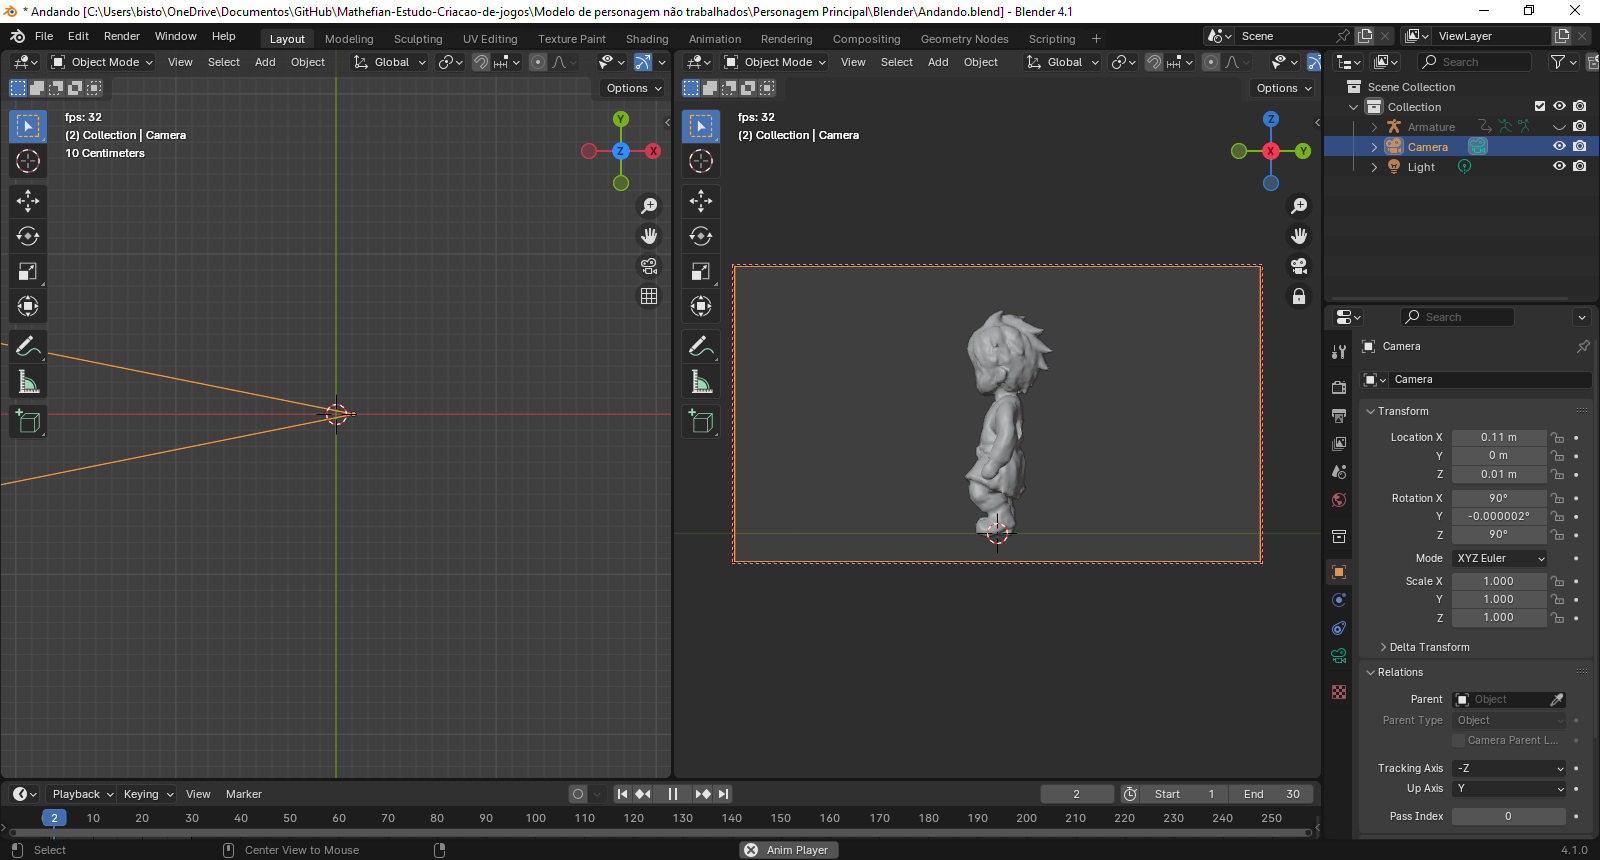 * Andando [C:\Users\bisto\OneDrive\Documentos\GitHub\Mathefian-Estudo-Criacao-de-jogos\Modelo de personagem não trabalhados\Personagem Principal\Blender\Andando.blend] - Blender 4.1
File Edit Render Window Help Layout Modeling Sculpting UV Editing Texture Paint Shading Animation Rendering Compositing Geometry Nodes Scripting + Scene ViewLayer
Object Mode View Select Add Object Global
Object Mode View Select Add Object Global
Search
Options
Options
Scene Collection
Collection
Armature
Camera
Light
fps: 32
(2) Collection | Camera
10 Centimeters
Y
Z
X
fps: 32
(2) Collection | Camera
Z
X
Y
Search
Camera
Camera
Transform
Location X 0.11 m
Y 0 m
Z 0.01 m
Rotation X 90°
Y -0.000002°
Z 90°
Mode XYZ Euler
Scale X 1.000
Y 1.000
Z 1.000
Delta Transform
Relations
Parent Object
Parent Type Object
Camera Parent L...
Tracking Axis -Z
Up Axis Y
Pass Index 0
Playback Keying View Marker 2 Start 1 End 30
2 10 20 30 40 50 60 70 80 90 100 110 120 130 140 150 160 170 180 190 200 210 220 230 240 250
Select Center View to Mouse Anim Player 4.1.0